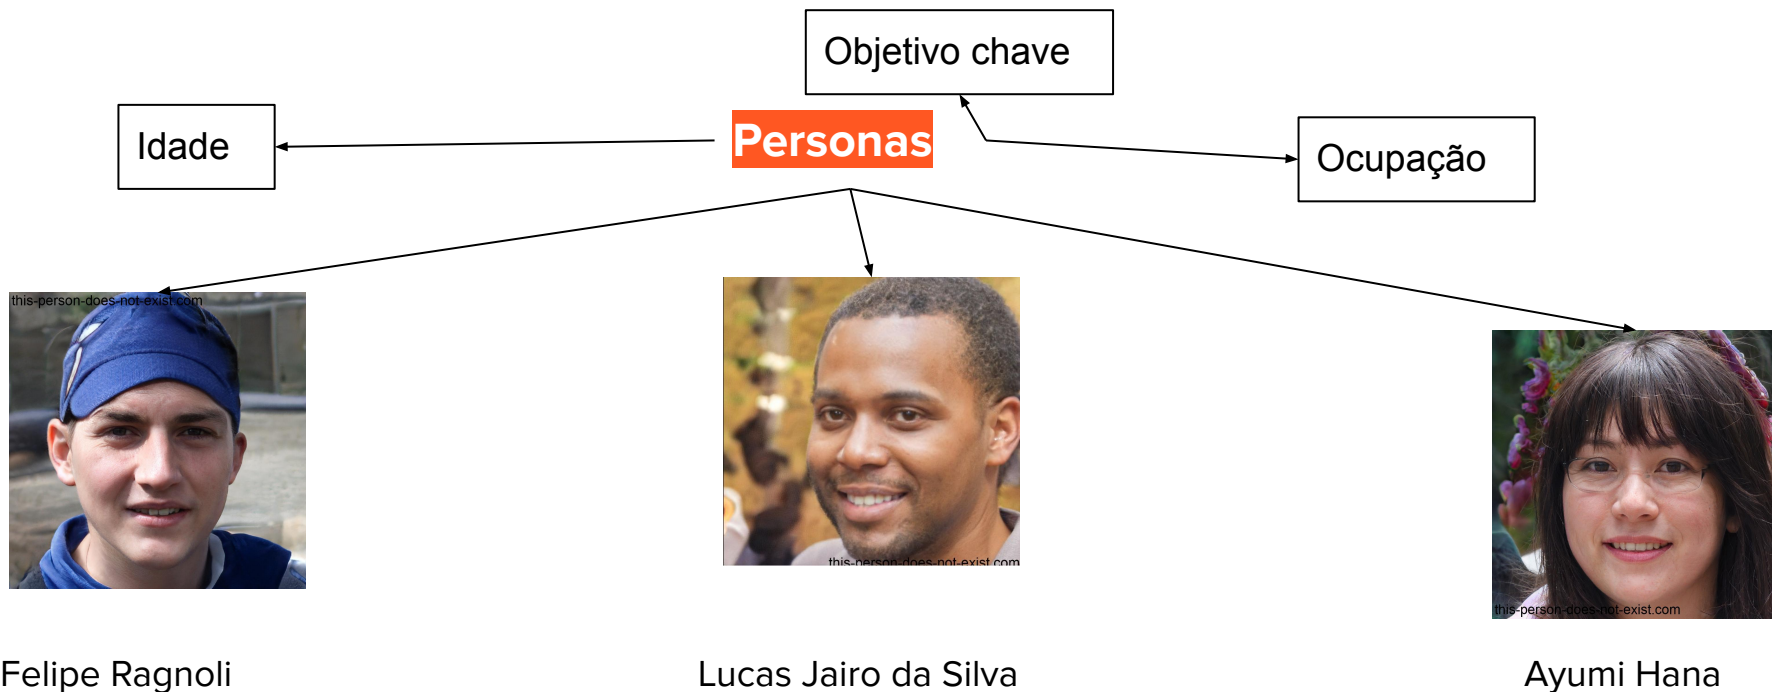 Objetivo chave
Idade
Personas
Ocupação
this-person-does-not-exist.com
this-person-does-not-exist.com
this-person-does-not-exist.com
Felipe Ragnoli
Lucas Jairo da Silva
Ayumi Hana